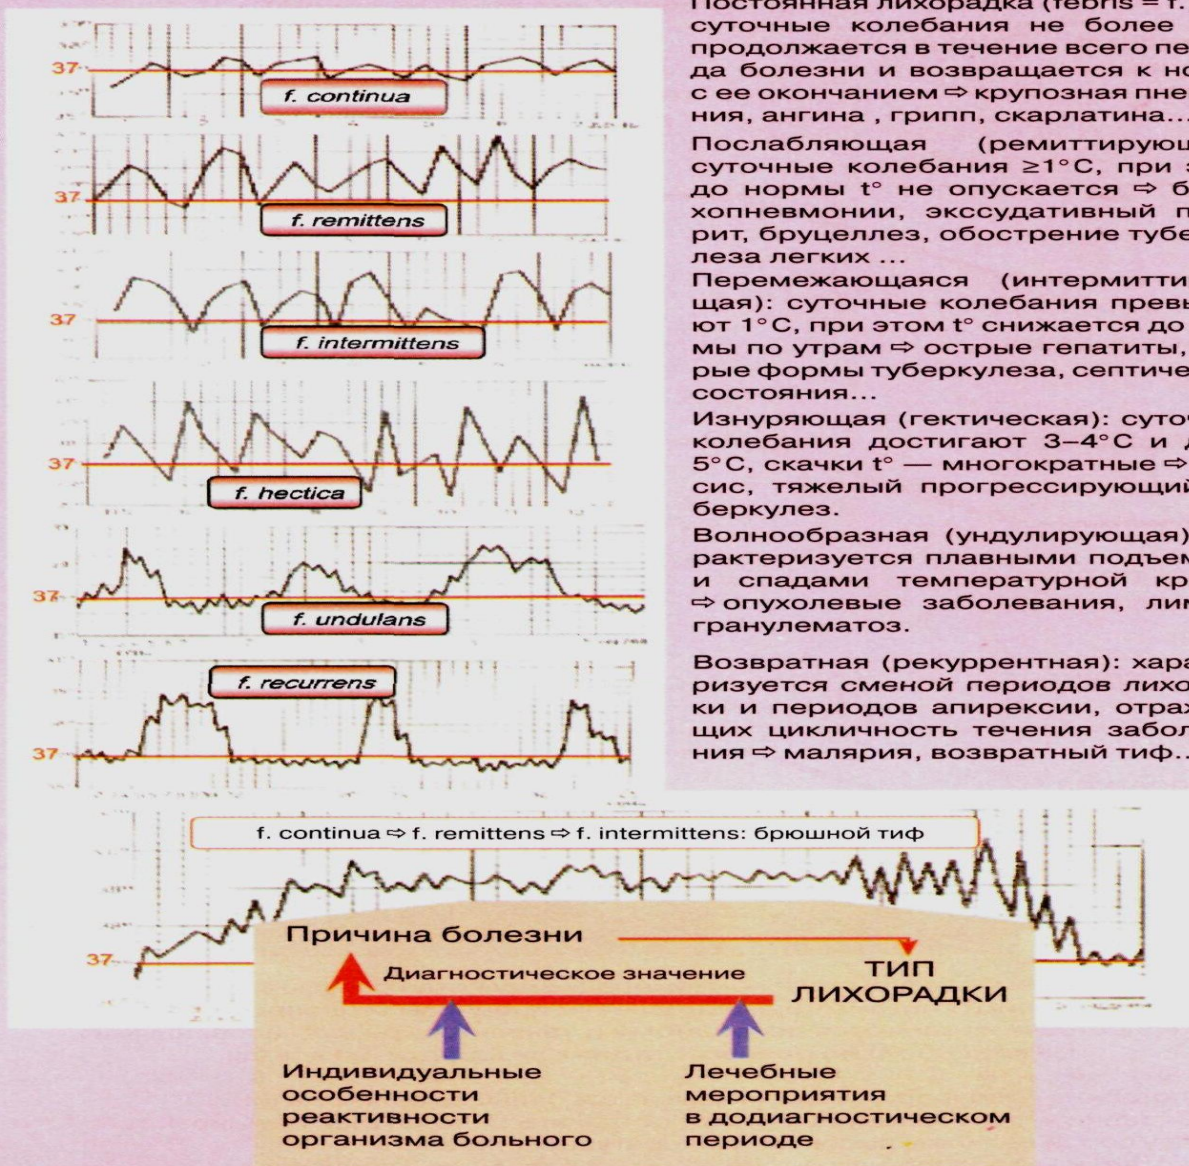 Постоянная лихорадка (febris = f.
суточные колебания не более
продолжается в течение всего пе
да болезни и возвращается к но
с ее окончанием ⇨ крупозная пне
ния, ангина , грипп, скарлатина...
Послабляющая (ремиттирующ
суточные колебания ≥1°C, при э
до нормы t° не опускается ⇨ б
хопневмонии, экссудативный п
рит, бруцеллез, обострение тубе
леза легких ...
Перемежающаяся (интермитти
щая): суточные колебания превы
ют 1°C, при этом t° снижается до
мы по утрам ⇨ острые гепатиты,
рые формы туберкулеза, септиче
состояния...
Изнуряющая (гектическая): суточ
колебания достигают 3–4°C и д
5°C, скачки t° — многократные ⇨
сис, тяжелый прогрессирующий
беркулез.
Волнообразная (ундулирующая)
рактеризуется плавными подъем
и спадами температурной кр
⇨ опухолевые заболевания, лим
гранулематоз.
Возвратная (рекуррентная): хара
ризуется сменой периодов лихо
ки и периодов апирексии, отраж
щих цикличность течения забол
ния ⇨ малярия, возвратный тиф..
37
f. continua
37
f. remittens
37
f. intermittens
37
f. hectica
37
f. undulans
f. recurrens
37
f. continua ⇨ f. remittens ⇨ f. intermittens: брюшной тиф
37
Причина болезни
Диагностическое значение
ТИП
ЛИХОРАДКИ
Индивидуальные
особенности
реактивности
организма больного
Лечебные
мероприятия
в додиагностическом
периоде